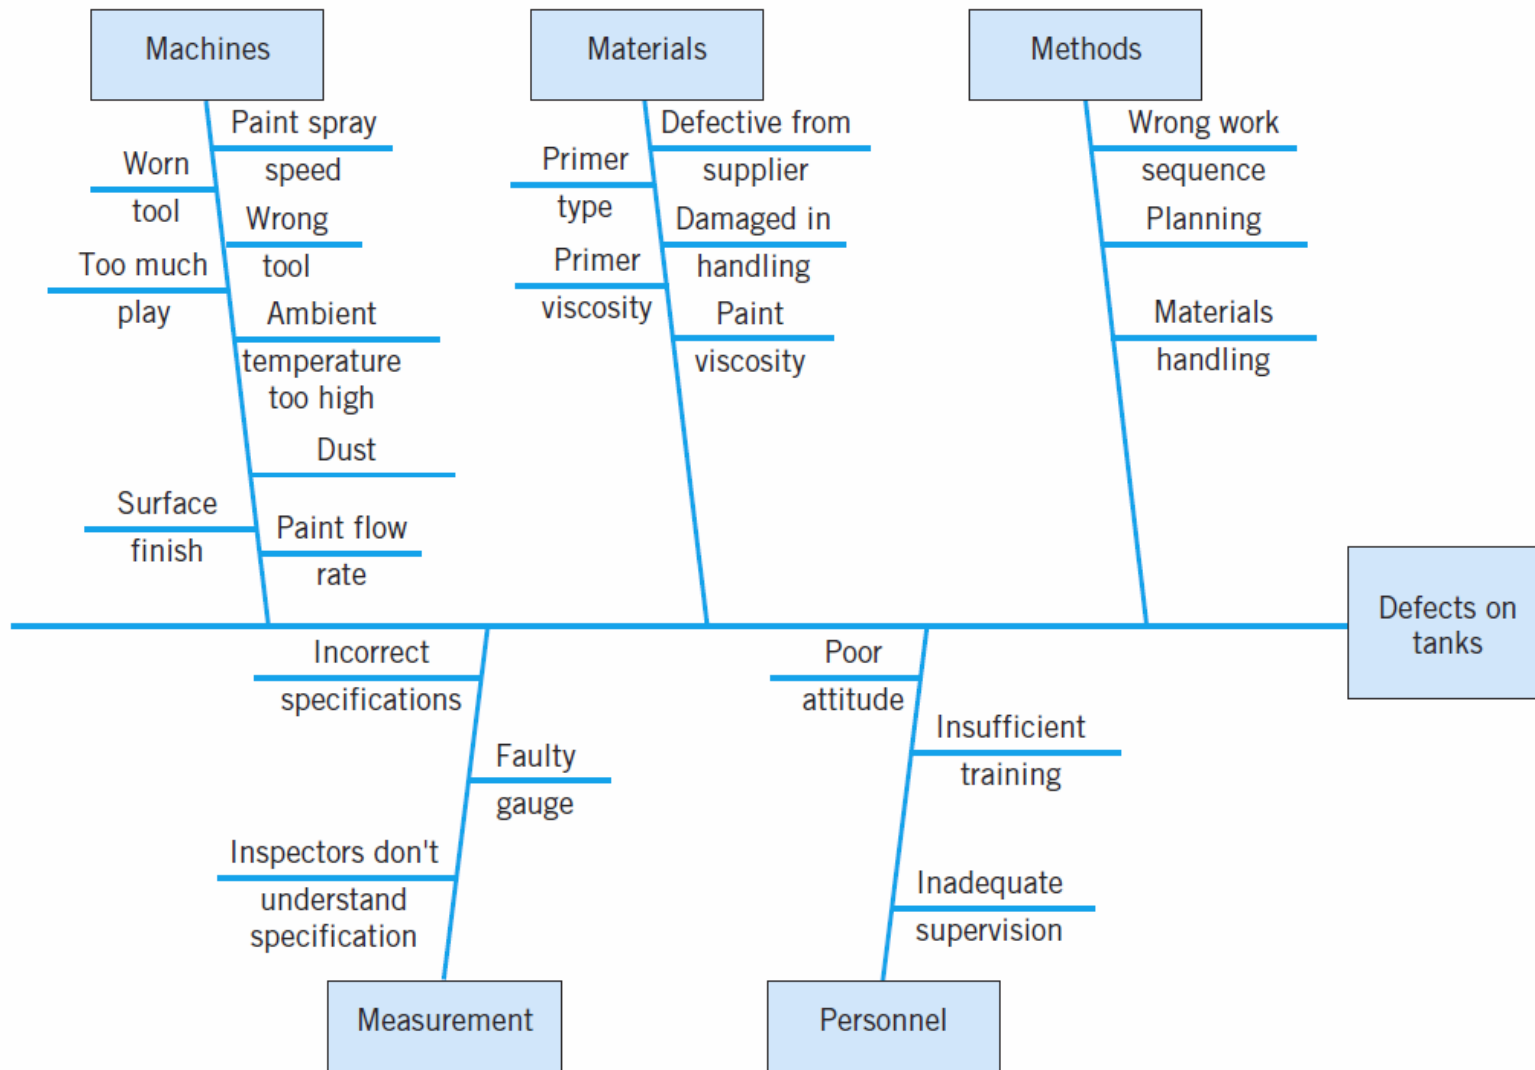 Machines
Materials
Methods
Paint spray
speed
Worn
tool
Wrong
tool
Too much
play
Ambient
temperature
too high
Dust
Surface
finish
Paint flow
rate
Defective from
supplier
Primer
type
Damaged in
handling
Primer
viscosity
Paint
viscosity
Wrong work
sequence
Planning
Materials
handling
Defects on
tanks
Incorrect
specifications
Faulty
gauge
Inspectors don't
understand
specification
Poor
attitude
Insufficient
training
Inadequate
supervision
Measurement
Personnel